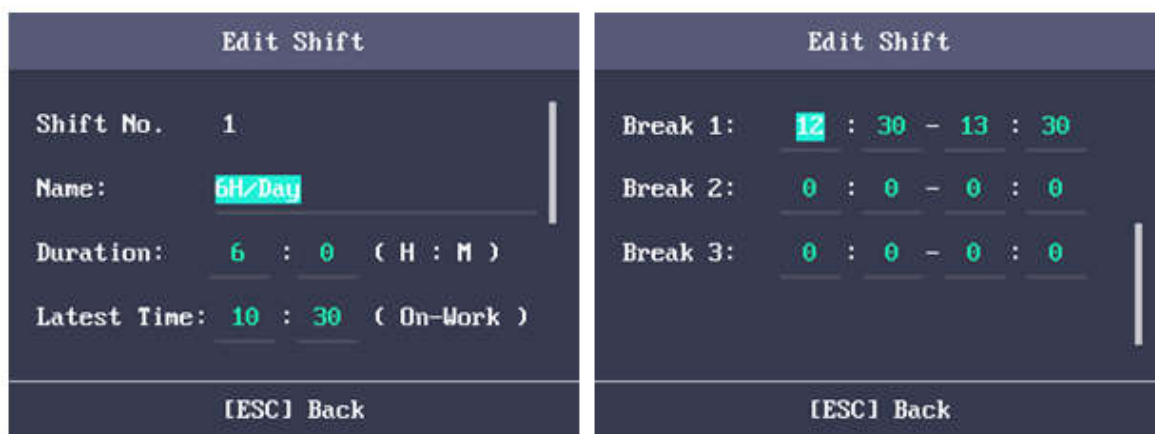 Edit Shift
Shift No. 1
Name: 6H/Day
Duration: 6 : 0 ( H : M )
Latest Time: 10 : 30 ( On-Work )
[ESC] Back
Edit Shift
Break 1: 12 : 30 - 13 : 30
Break 2: 0 : 0 - 0 : 0
Break 3: 0 : 0 - 0 : 0
[ESC] Back